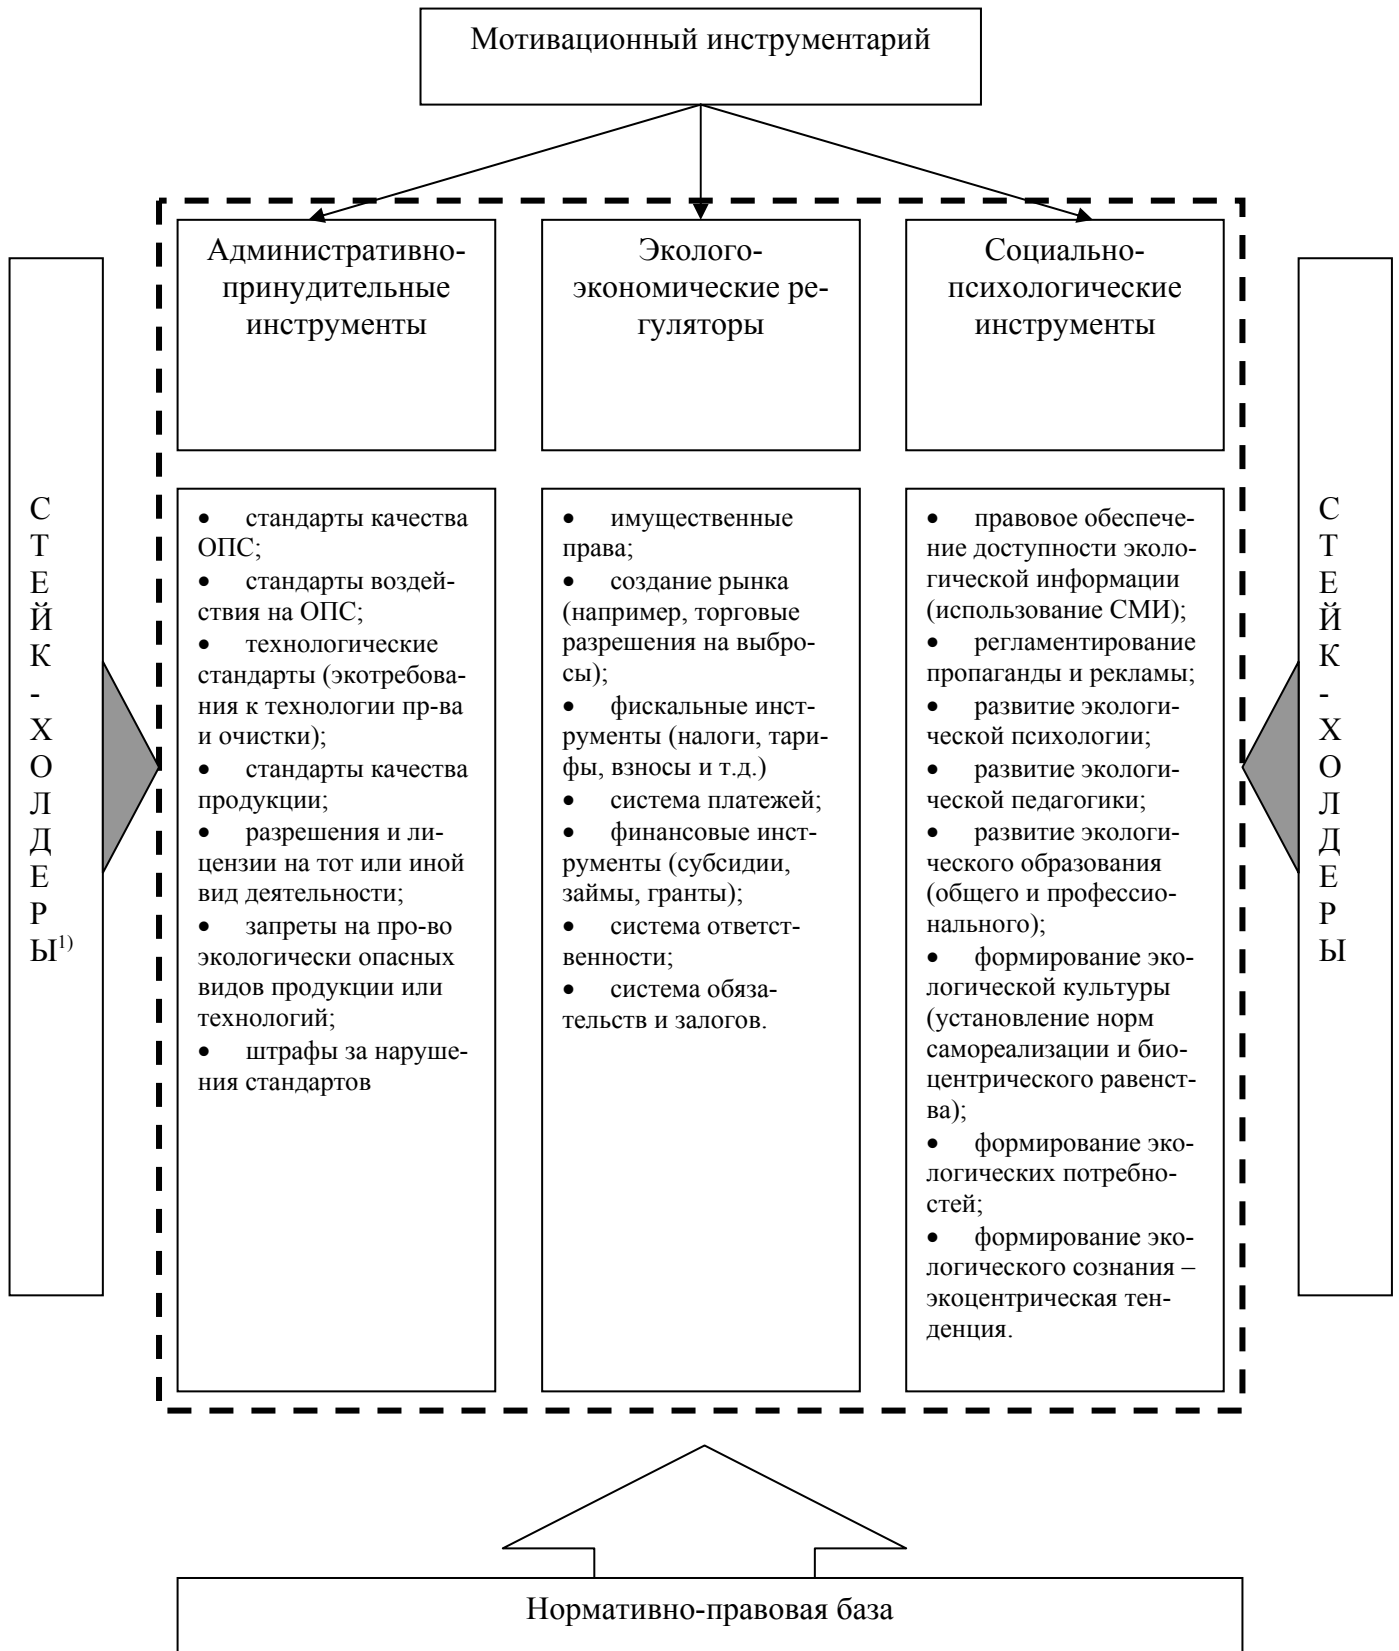 Мотивационный инструментарий
Административно-
принудительные
инструменты
Эколого-
экономические ре-
гуляторы
Социально-
психологические
инструменты
С
Т
Е
Й
К
-
Х
О
Л
Д
Е
Р
Ы1)
• стандарты качества
ОПС;
• стандарты воздей-
ствия на ОПС;
• технологические
стандарты (экотребова-
ния к технологии пр-ва
и очистки);
• стандарты качества
продукции;
• разрешения и ли-
цензии на тот или иной
вид деятельности;
• запреты на про-во
экологически опасных
видов продукции или
технологий;
• штрафы за наруше-
ния стандартов
• имущественные
права;
• создание рынка
(например, торговые
разрешения на выбро-
сы);
• фискальные инст-
рументы (налоги, тари-
фы, взносы и т.д.)
• система платежей;
• финансовые инст-
рументы (субсидии,
займы, гранты);
• система ответст-
венности;
• система обяза-
тельств и залогов.
• правовое обеспече-
ние доступности эколо-
гической информации
(использование СМИ);
• регламентирование
пропаганды и рекламы;
• развитие экологи-
ческой психологии;
• развитие экологи-
ческой педагогики;
• развитие экологи-
ческого образования
(общего и профессио-
нального);
• формирование эко-
логической культуры
(установление норм
самореализации и био-
центрического равенст-
ва);
• формирование эко-
логических потребно-
стей;
• формирование эко-
логического сознания –
экоцентрическая тен-
денция.
С
Т
Е
Й
К
-
Х
О
Л
Д
Е
Р
Ы
Нормативно-правовая база